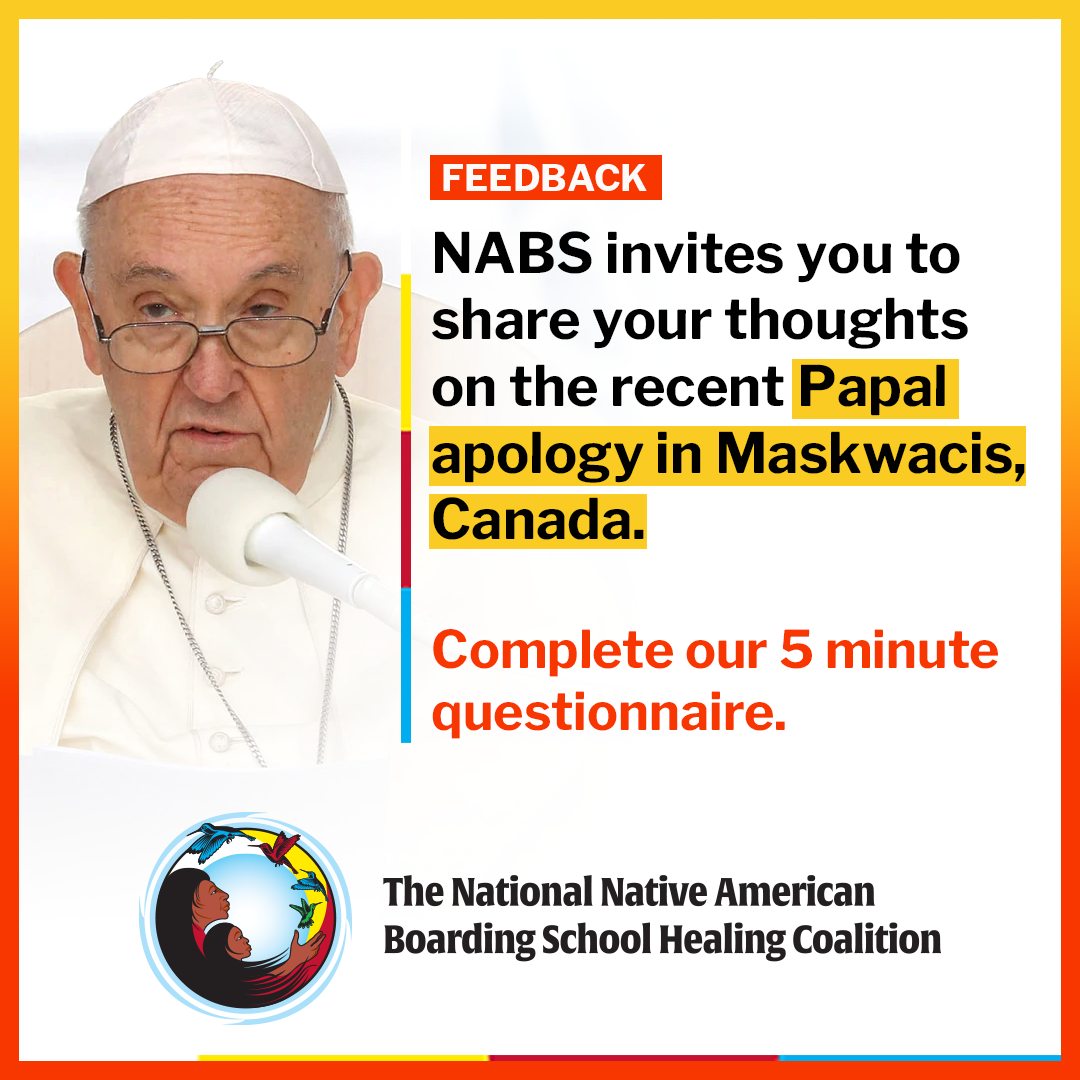 FEEDBACK
NABS invites you to
share your thoughts
on the recent Papal
apology in Maskwacis,
Canada.
Complete our 5 minute
questionnaire.
The National Native American
Boarding School Healing Coalition